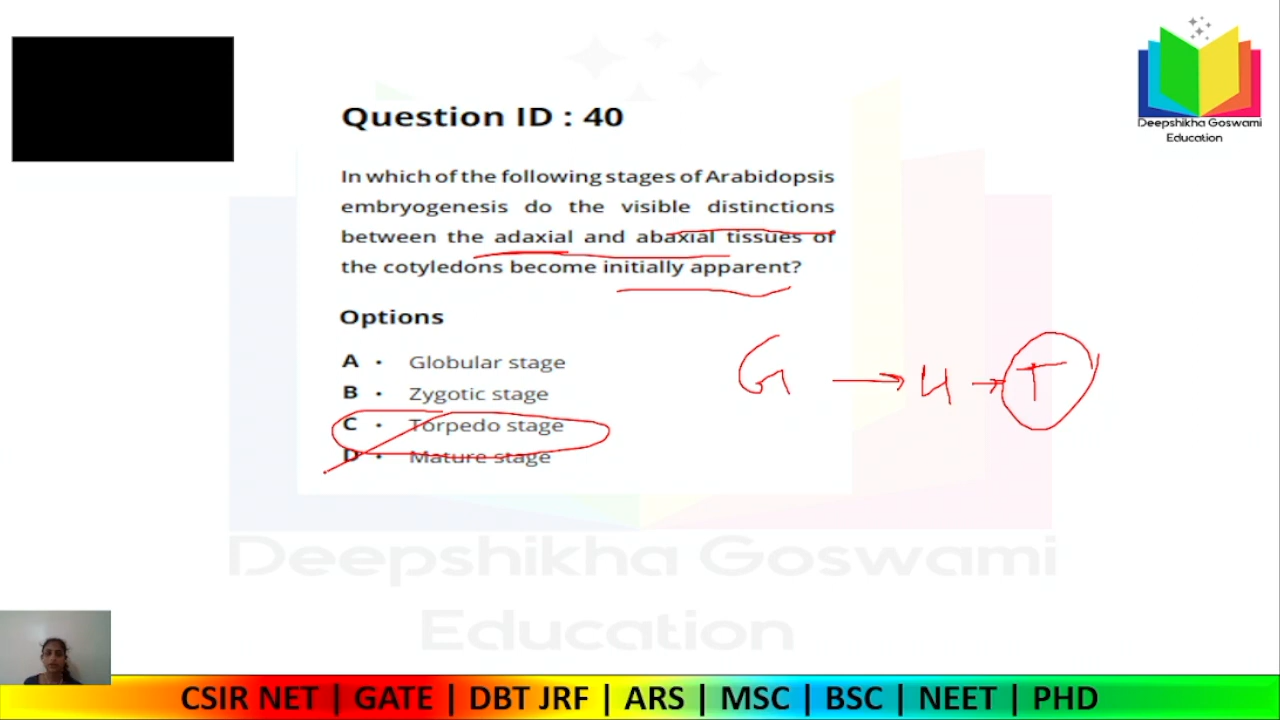 Deepshikha Goswami
Education
Question ID : 40
In which of the following stages of Arabidopsis
embryogenesis do the visible distinctions
between the adaxial and abaxial tissues of
the cotyledons become initially apparent?
Options
A • Globular stage
B • Zygotic stage
C • Torpedo stage
D • Mature stage
G → H → T
Deepshikha Goswami
Education
CSIR NET | GATE | DBT JRF | ARS | MSC | BSC | NEET | PHD